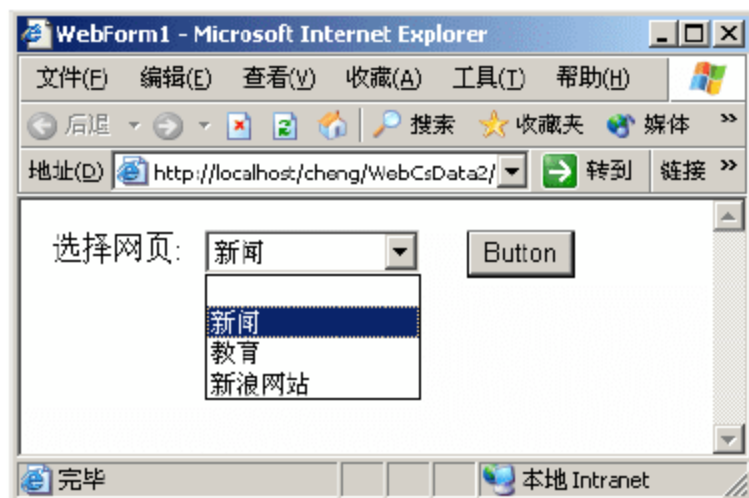 WebForm1 - Microsoft Internet Explorer
文件(F) 编辑(E) 查看(V) 收藏(A) 工具(T) 帮助(H)
后退 搜索 收藏夹 媒体 »
地址(D) http://localhost/cheng/WebCsData2/ 转到 链接 »
选择网页: 新闻 Button
新闻
教育
新浪网站
完毕 本地 Intranet